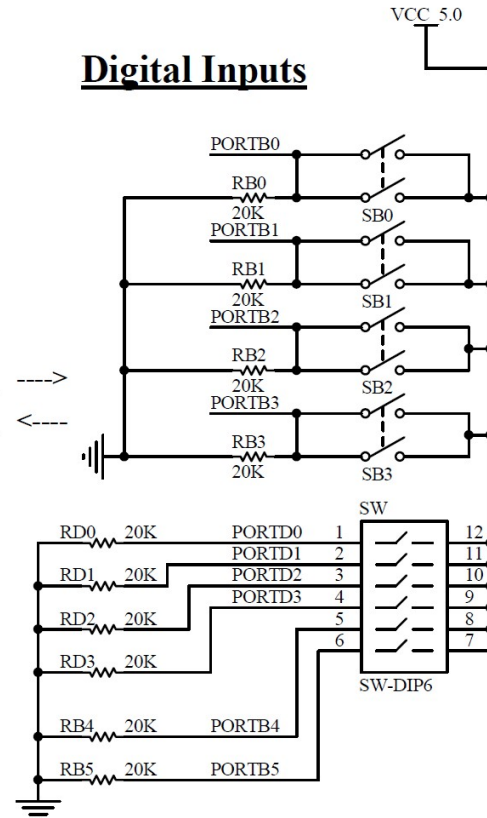 VCC 5.0
Digital Inputs
PORTB0
RB0
20K
SB0
PORTB1
RB1
20K
SB1
PORTB2
RB2
20K
SB2
PORTB3
RB3
20K
SB3
SW
RD0 20K PORTD0 1 12
PORTD1 2 11
RD1 20K PORTD2 3 10
PORTD3 4 9
RD2 20K 5 8
6 7
RD3 20K
SW-DIP6
RB4 20K PORTB4
RB5 20K PORTB5